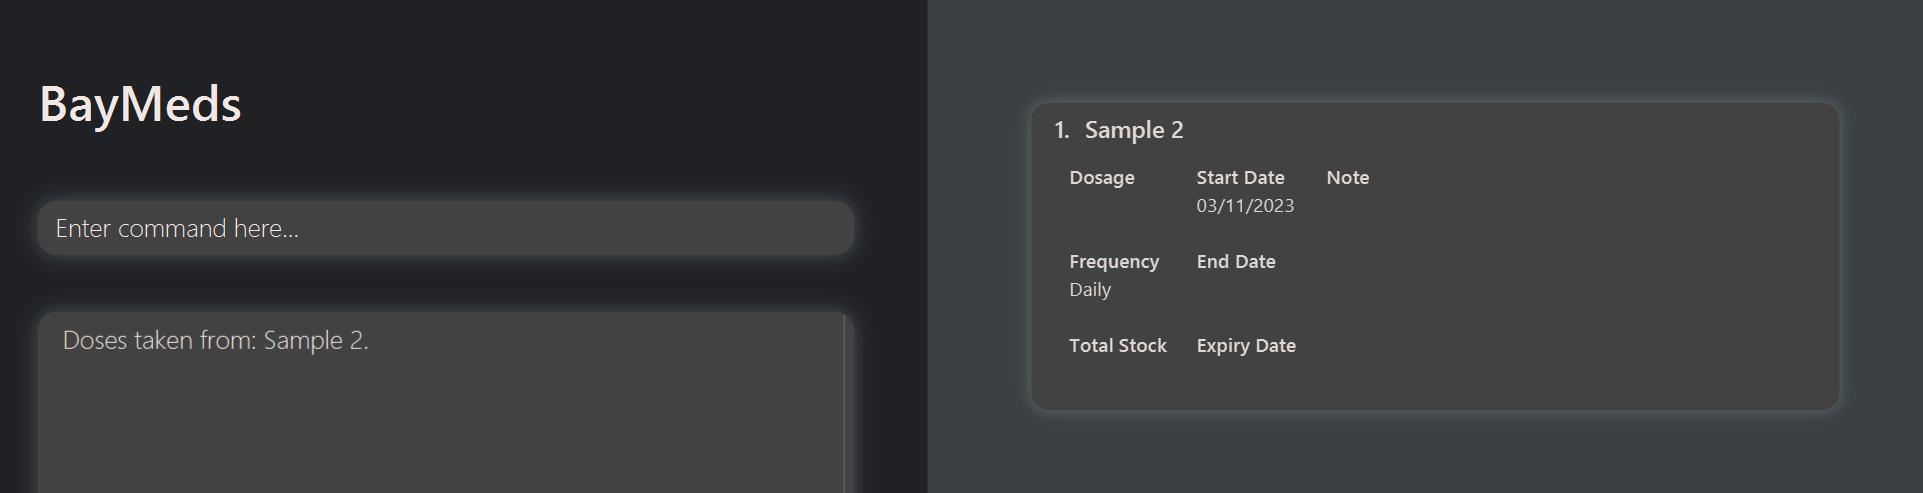 BayMeds
Enter command here...
Doses taken from: Sample 2.
1. Sample 2
Dosage Start Date Note
03/11/2023
Frequency End Date
Daily
Total Stock Expiry Date